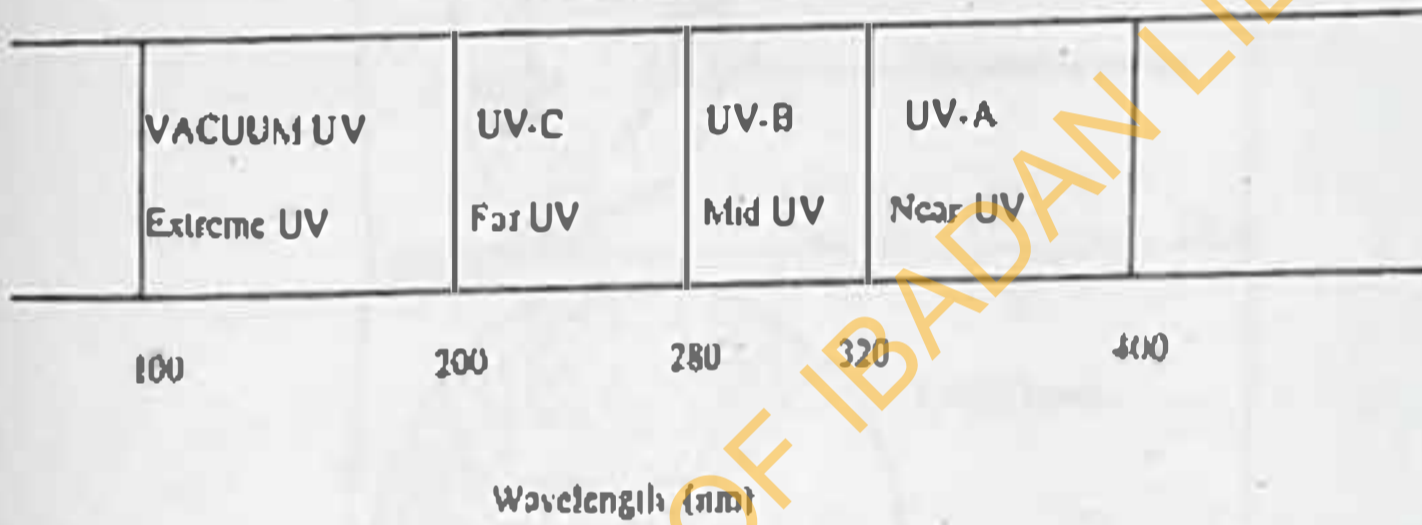 VACUUM UV UV-C UV-B UV-A
Extreme UV Far UV Mid UV Near UV
100 200 280 320 400
Wavelength (nm)
OF IBADAN